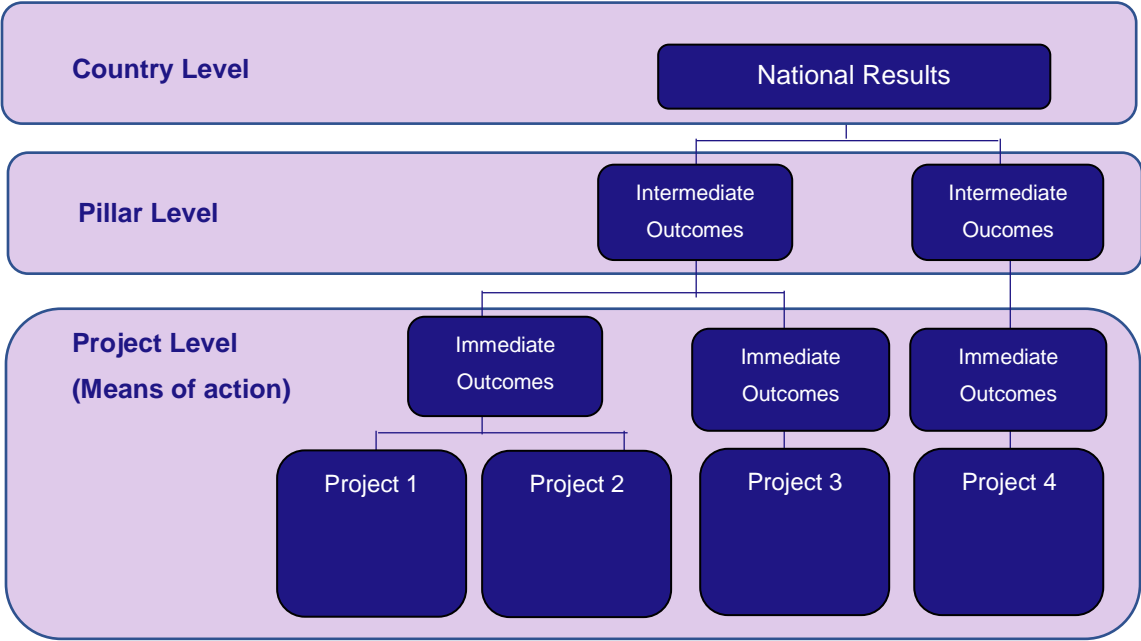 Country Level
National Results
Pillar Level
Intermediate
Outcomes
Intermediate
Oucomes
Project Level
(Means of action)
Immediate
Outcomes
Immediate
Outcomes
Immediate
Outcomes
Project 1
Project 2
Project 3
Project 4